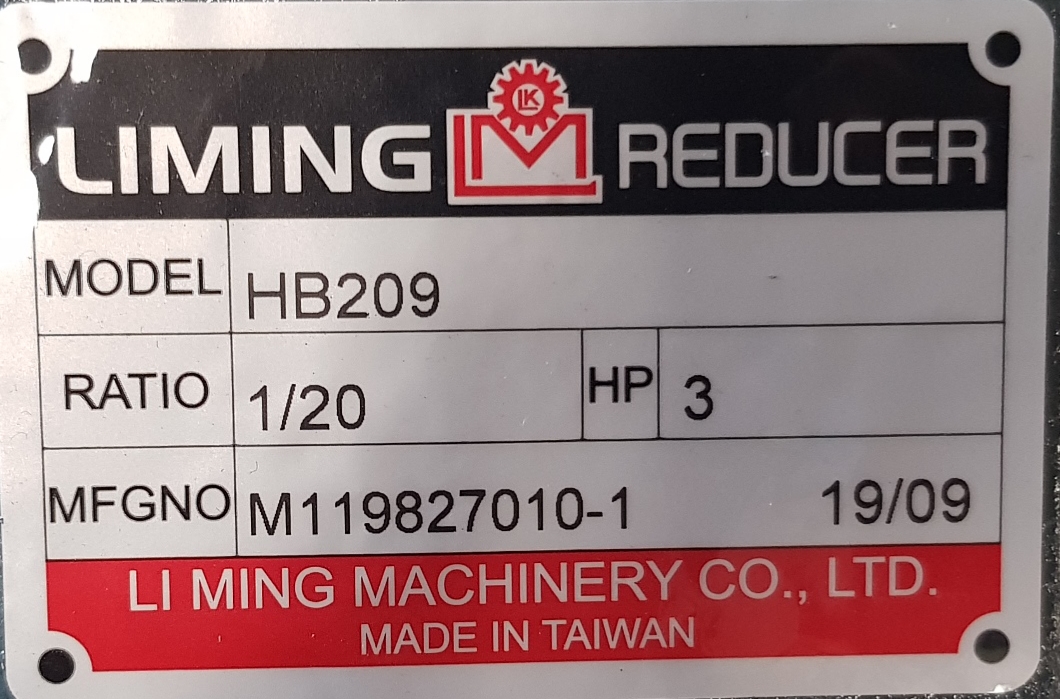 LK
LIMING LM REDUCER
MODEL HB209
RATIO 1/20 HP 3
MFGNO M119827010-1 19/09
LI MING MACHINERY CO., LTD.
MADE IN TAIWAN